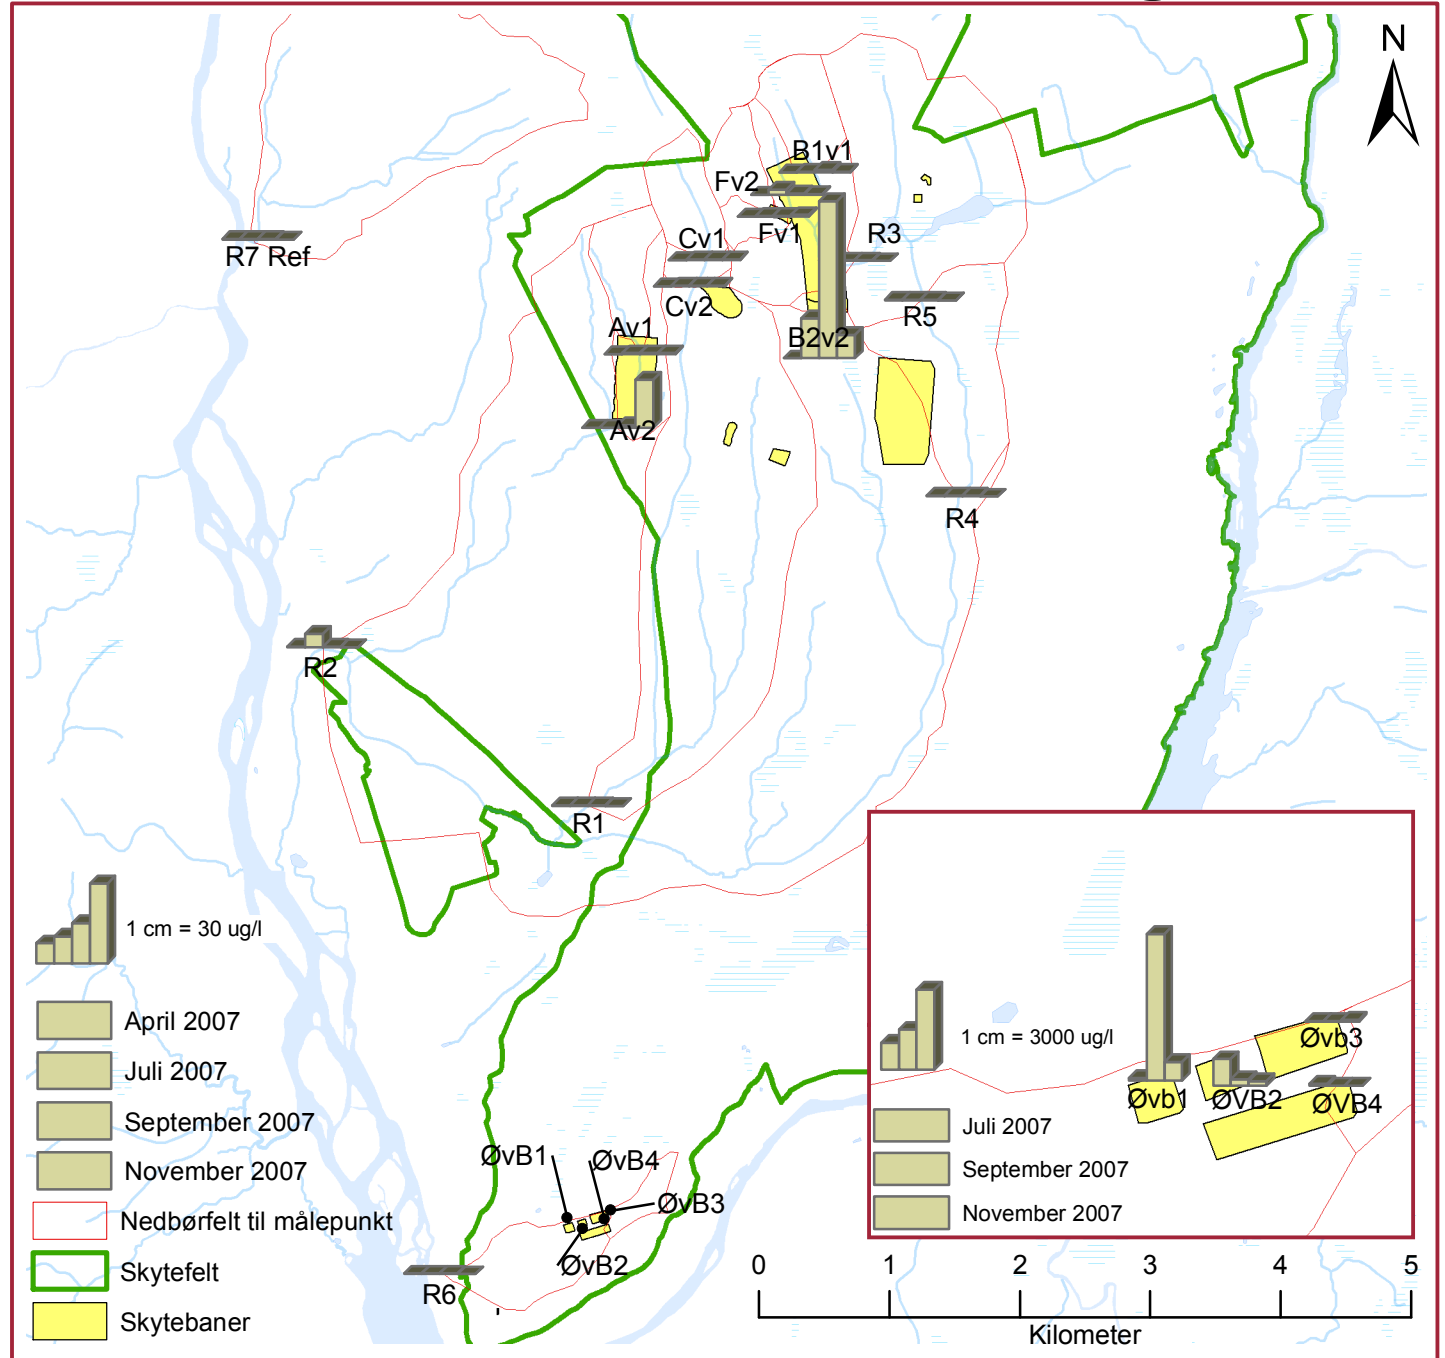 N
B1v1
Fv2
Fv1
Cv1
R3
R7 Ref
Cv2
R5
Av1
B2v2
Av2
R4
R2
R1
1 cm = 30 ug/l
April 2007
Juli 2007
September 2007
November 2007
Nedbørfelt til målepunkt
Skytefelt
Skytebaner
1 cm = 3000 ug/l
Øvb3
Øvb1
ØVB2
ØVB4
Juli 2007
September 2007
November 2007
ØvB1
ØvB4
ØvB3
ØvB2
R6
0 1 2 3 4 5
Kilometer